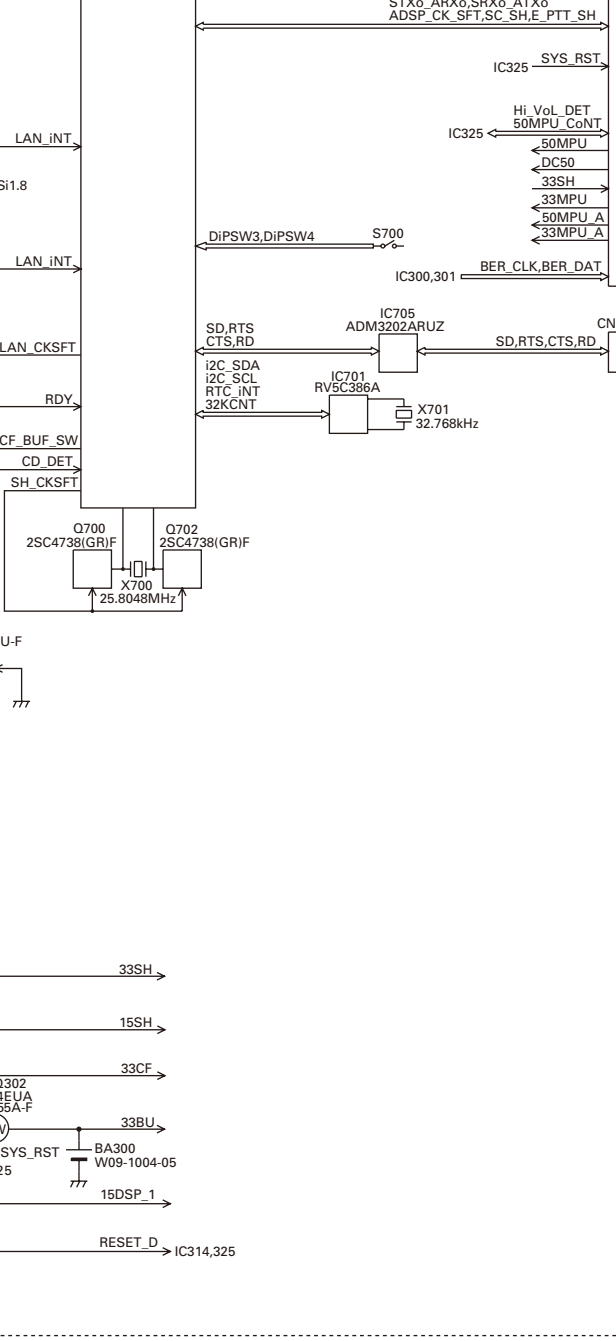 ADSP_CK_SFT,SC_SH,E_PTT_SH
SYS_RST
IC325
Hi_VoL_DET
50MPU_CoNT
IC325
50MPU
DC50
33SH
33MPU
50MPU_A
33MPU_A
BER_CLK,BER_DAT
IC300,301
LAN_iNT
Si1.8
DiPSW3,DiPSW4
S700
LAN_iNT
IC705
ADM3202ARUZ
SD,RTS
CTS,RD
SD,RTS,CTS,RD
CN
LAN_CKSFT
i2C_SDA
i2C_SCL
RTC_iNT
32KCNT
IC701
RV5C386A
X701
32.768kHz
RDY
CF_BUF_SW
CD_DET
SH_CKSFT
Q700
2SC4738(GR)F
Q702
2SC4738(GR)F
X700
25.8048MHz
U-F
33SH
15SH
33CF
Q302
4EUA
55A-F
33BU
SYS_RST
25
BA300
W09-1004-05
15DSP_1
RESET_D
IC314,325